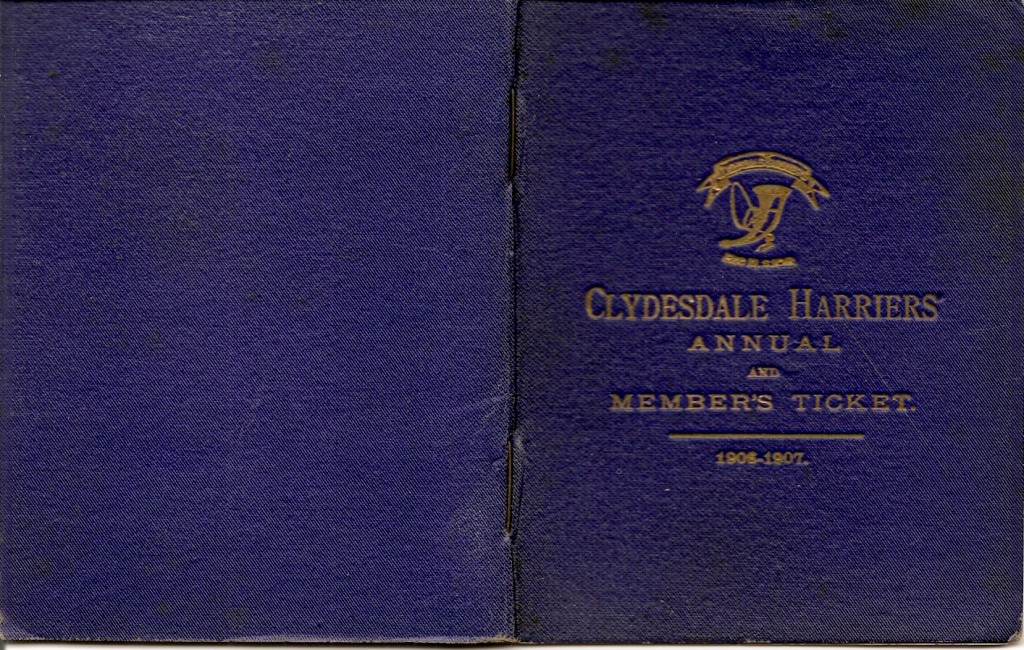 CLYDESDALE HARRIERS'
ANNUAL
AND
MEMBER'S TICKET.
1906-1907.